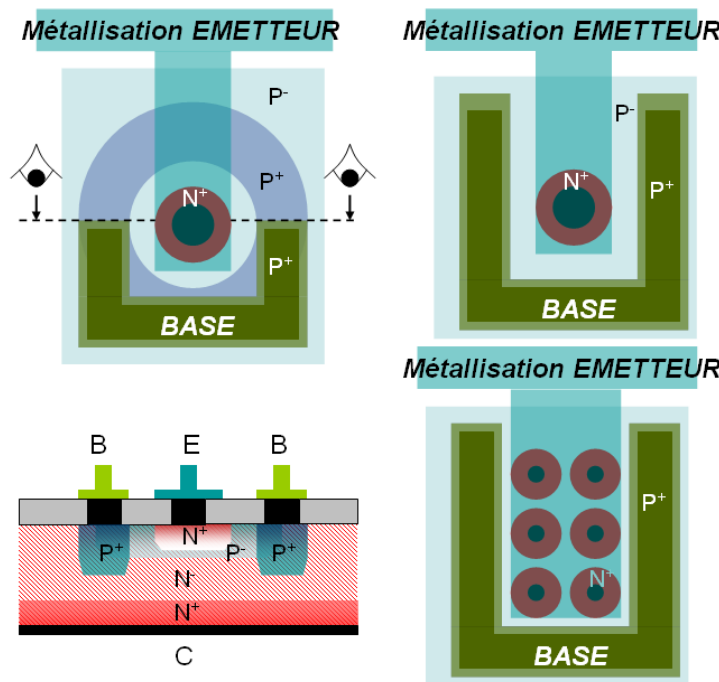 Métallisation EMETTEUR
P⁻
P⁺
N⁺
P⁺
BASE
Métallisation EMETTEUR
P⁻
N⁺
P⁺
BASE
B E B
N⁺
P⁺ P⁻ P⁺
N⁻
N⁺
C
Métallisation EMETTEUR
P⁺
N⁺
BASE